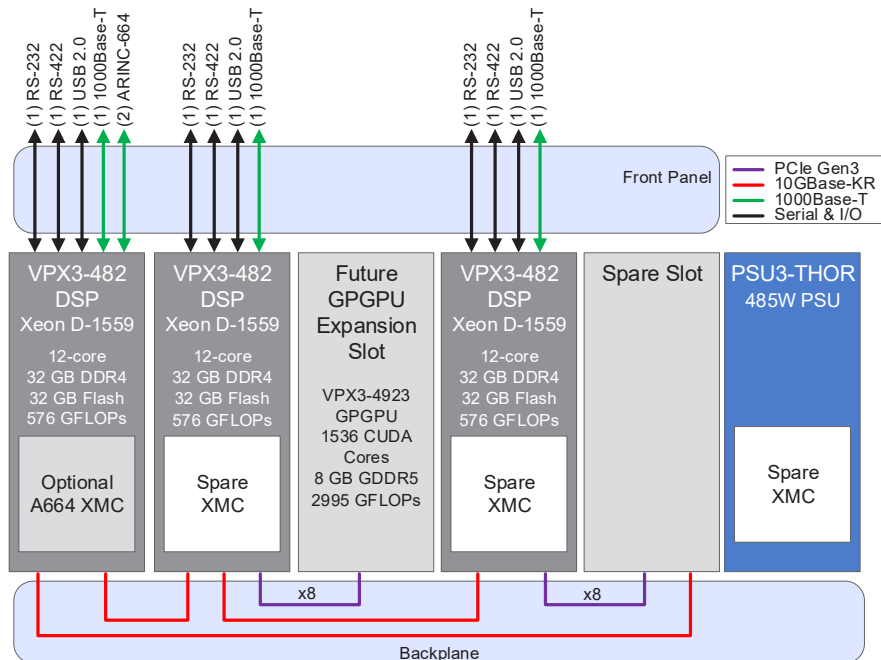 (1) RS-232
(1) RS-422
(1) USB 2.0
(1) 1000Base-T
(2) ARINC-664
(1) RS-232
(1) RS-422
(1) USB 2.0
(1) 1000Base-T
(1) RS-232
(1) RS-422
(1) USB 2.0
(1) 1000Base-T
Front Panel
PCIe Gen3
10GBase-KR
1000Base-T
Serial & I/O
VPX3-482
DSP
Xeon D-1559
12-core
32 GB DDR4
32 GB Flash
576 GFLOPs
Optional
A664 XMC
VPX3-482
DSP
Xeon D-1559
12-core
32 GB DDR4
32 GB Flash
576 GFLOPs
Spare
XMC
Future
GPGPU
Expansion
Slot
VPX3-4923
GPGPU
1536 CUDA
Cores
8 GB GDDR5
2995 GFLOPs
VPX3-482
DSP
Xeon D-1559
12-core
32 GB DDR4
32 GB Flash
576 GFLOPs
Spare
XMC
Spare Slot
PSU3-THOR
485W PSU
Spare
XMC
x8
x8
Backplane